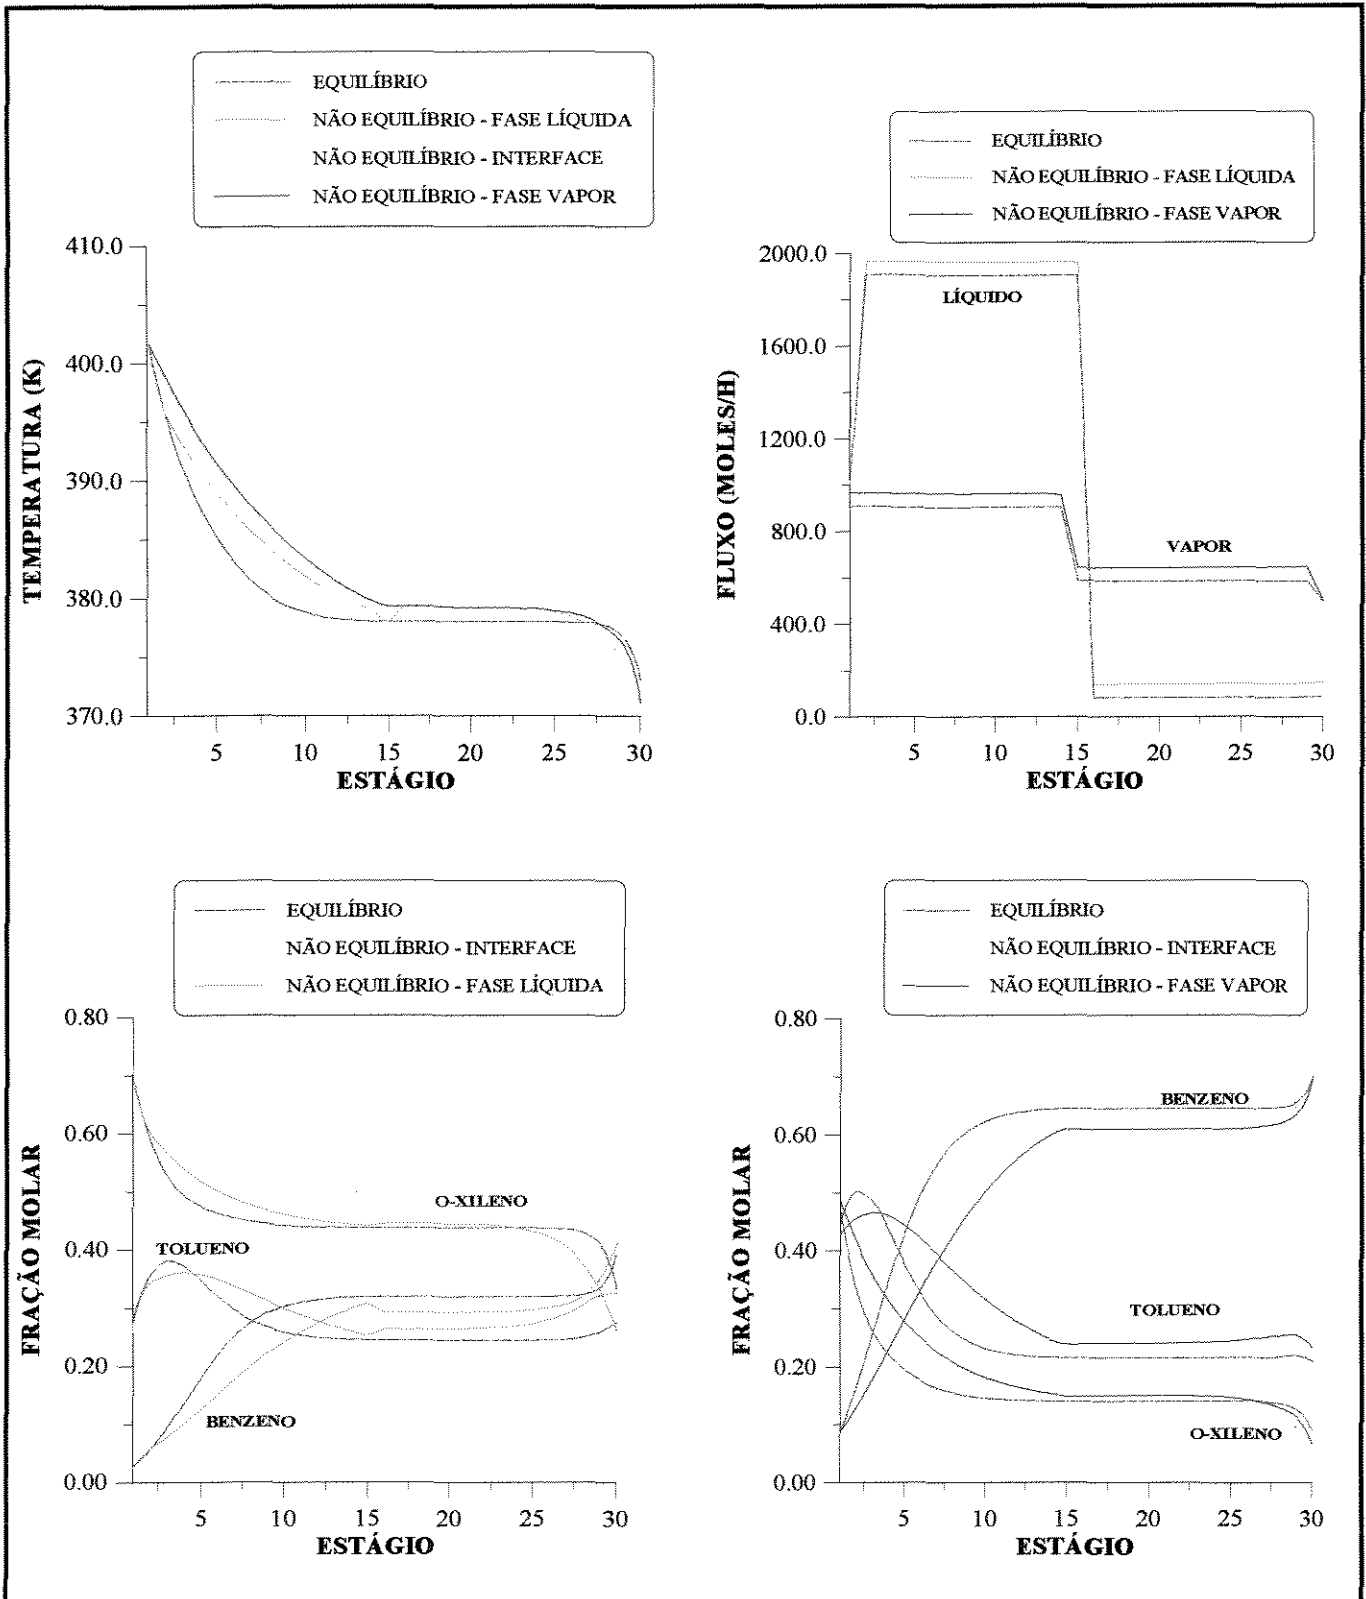 EQUILÍBRIO
NÃO EQUILÍBRIO - FASE LÍQUIDA
NÃO EQUILÍBRIO - INTERFACE
NÃO EQUILÍBRIO - FASE VAPOR
410.0
400.0
390.0
380.0
370.0
TEMPERATURA (K)
5 10 15 20 25 30
ESTÁGIO
EQUILÍBRIO
NÃO EQUILÍBRIO - FASE LÍQUIDA
NÃO EQUILÍBRIO - FASE VAPOR
2000.0
1600.0
1200.0
800.0
400.0
0.0
FLUXO (MOLES/H)
LÍQUIDO
VAPOR
5 10 15 20 25 30
ESTÁGIO
EQUILÍBRIO
NÃO EQUILÍBRIO - INTERFACE
NÃO EQUILÍBRIO - FASE LÍQUIDA
0.80
0.60
0.40
0.20
0.00
FRAÇÃO MOLAR
O-XILENO
TOLUENO
BENZENO
5 10 15 20 25 30
ESTÁGIO
EQUILÍBRIO
NÃO EQUILÍBRIO - INTERFACE
NÃO EQUILÍBRIO - FASE VAPOR
0.80
0.60
0.40
0.20
0.00
FRAÇÃO MOLAR
BENZENO
TOLUENO
O-XILENO
5 10 15 20 25 30
ESTÁGIO